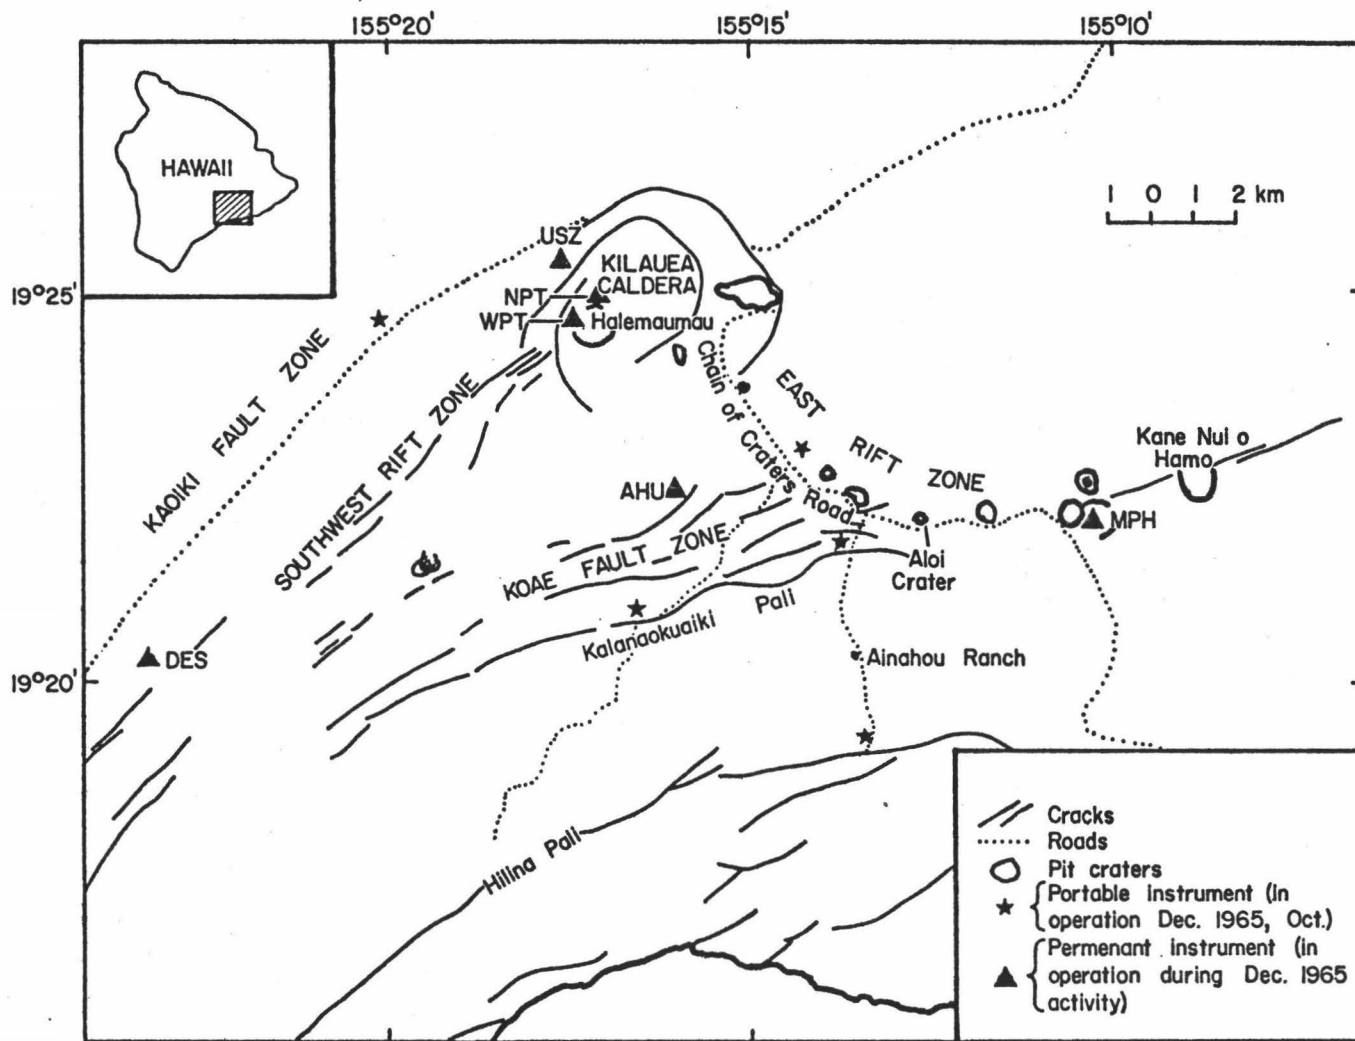 155°20'
155°15'
155°10'
HAWAII
1 0 1 2 km
USZ
19°25'
KILAUEA
CALDERA
NPT
WPT
Halemaumau
KAOIKI FAULT ZONE
SOUTHWEST RIFT ZONE
Chain of Craters Road
EAST RIFT ZONE
Kane Nui o
Hamo
AHU
MPH
KOAE FAULT ZONE
Aloi
Crater
Kalanaokuaiki Pali
DES
Ainahou Ranch
19°20'
Hilina Pali
Cracks
Roads
Pit craters
Portable instrument (in
operation Dec. 1965, Oct.)
Permenant instrument (in
operation during Dec. 1965
activity)